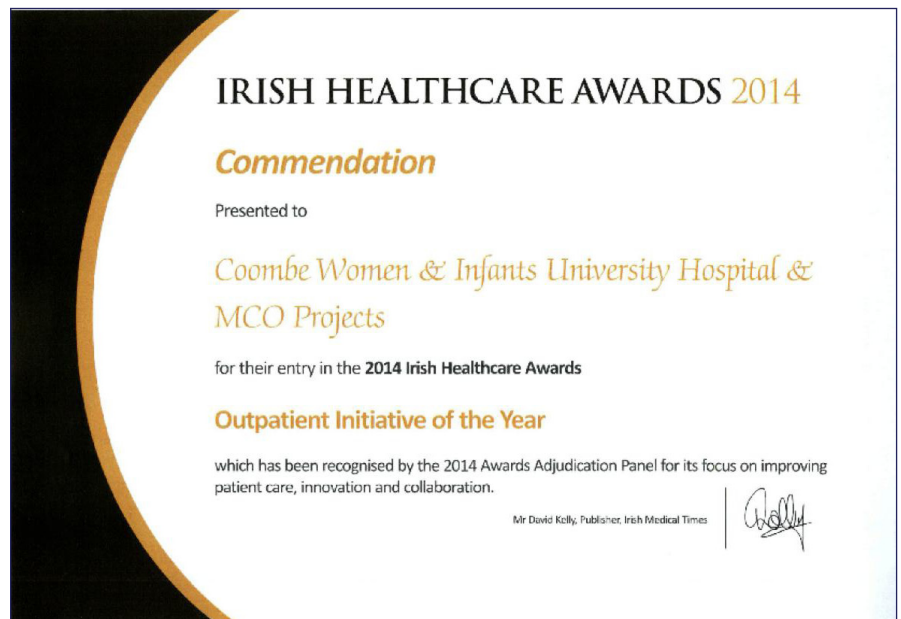 IRISH HEALTHCARE AWARDS 2014
Commendation
Presented to
Coombe Women & Infants University Hospital &
MCO Projects
for their entry in the 2014 Irish Healthcare Awards
Outpatient Initiative of the Year
which has been recognised by the 2014 Awards Adjudication Panel for its focus on improving
patient care, innovation and collaboration.
Mr David Kelly, Publisher, Irish Medical Times